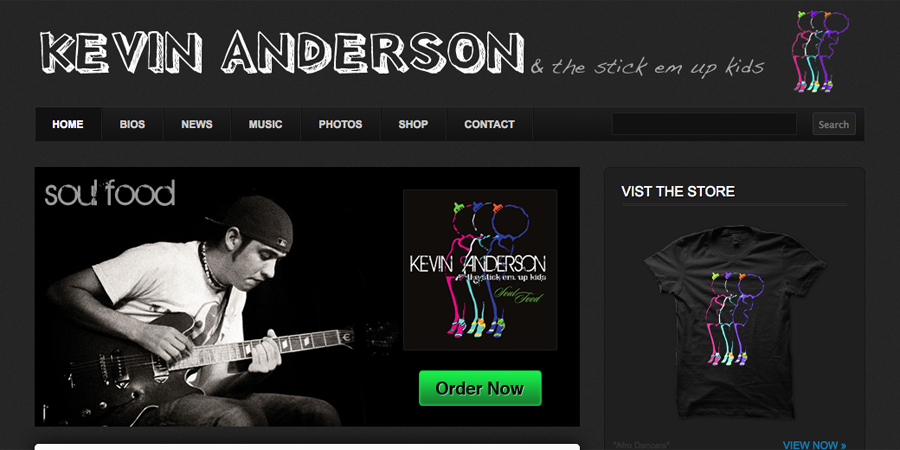 KEVIN ANDERSON
& the stick em up kids
HOME BIOS NEWS MUSIC PHOTOS SHOP CONTACT
Search
soul food
KEVIN ANDERSON
& the stick em up kids
Soul Food
Order Now
VIST THE STORE
"Afro Dancers"
VIEW NOW »